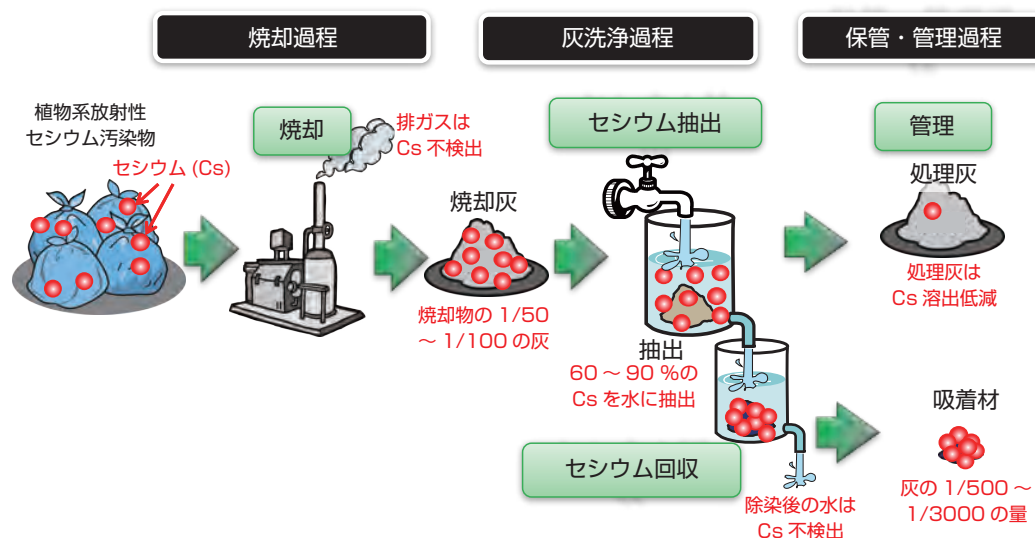 焼却過程
灰洗浄過程
保管・管理過程
植物系放射性
セシウム汚染物
セシウム (Cs)
焼却
排ガスは
Cs 不検出
焼却灰
焼却物の 1/50
～ 1/100 の灰
セシウム抽出
抽出
60 ～ 90 %の
Cs を水に抽出
セシウム回収
除染後の水は
Cs 不検出
管理
処理灰
処理灰は
Cs 溶出低減
吸着材
灰の 1/500 ～
1/3000 の量